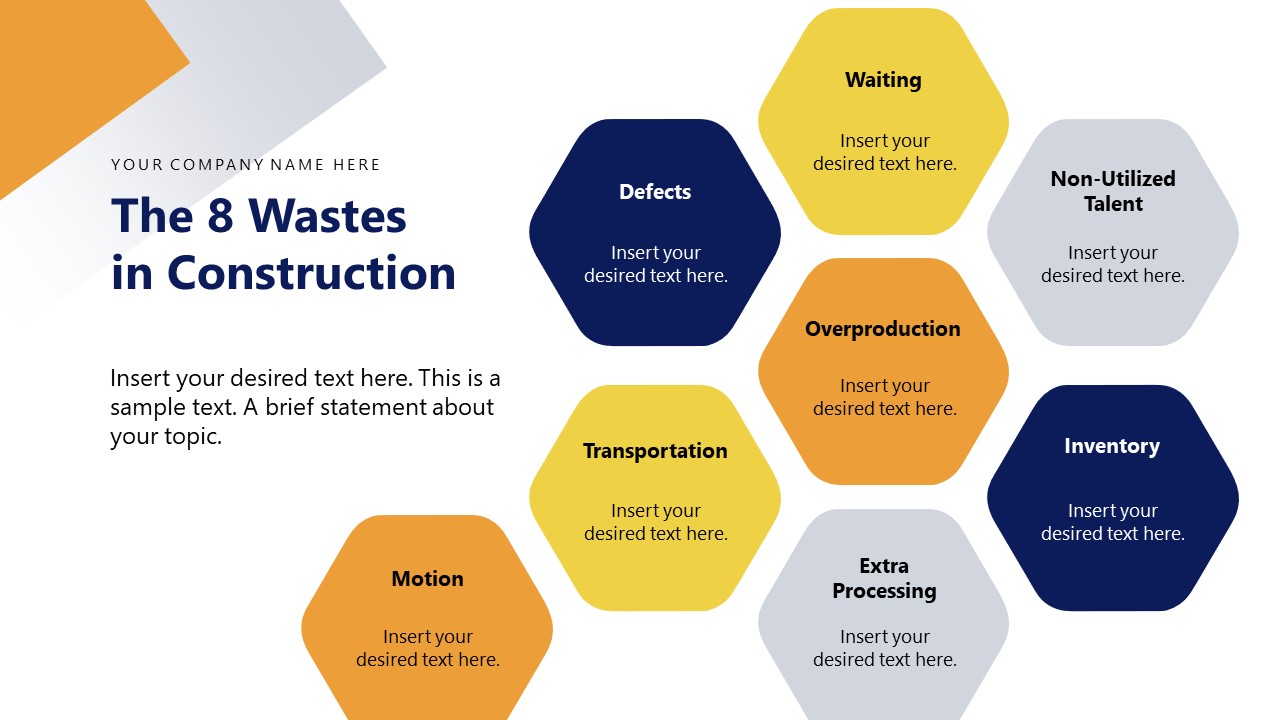 YOUR COMPANY NAME HERE
The 8 Wastes
in Construction
Insert your desired text here. This is a
sample text. A brief statement about
your topic.
Waiting
Insert your
desired text here.
Defects
Insert your
desired text here.
Non-Utilized
Talent
Insert your
desired text here.
Overproduction
Insert your
desired text here.
Transportation
Insert your
desired text here.
Inventory
Insert your
desired text here.
Motion
Insert your
desired text here.
Extra
Processing
Insert your
desired text here.